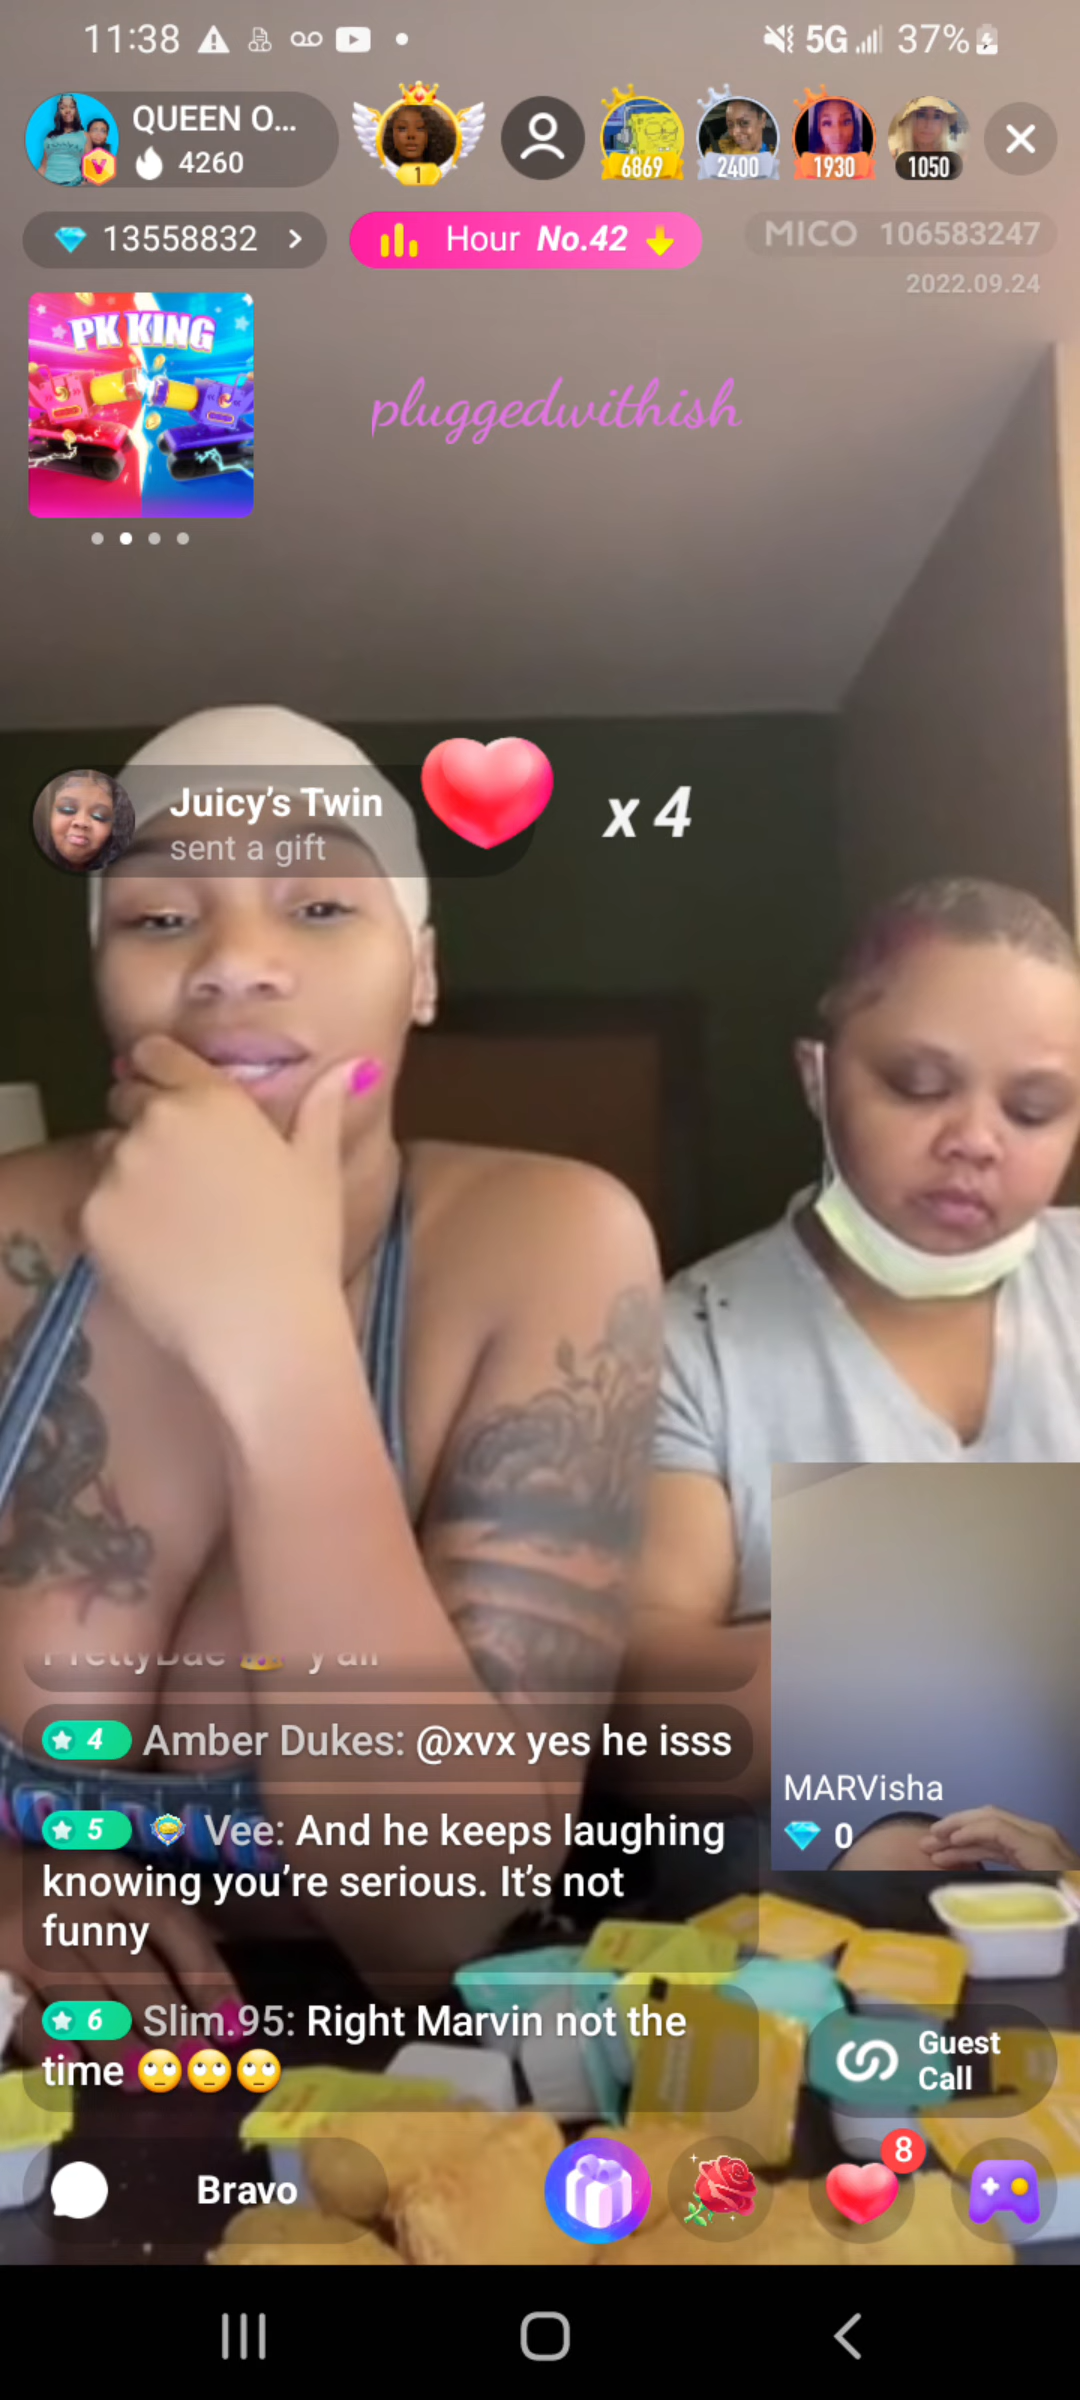 11:38 5G 37%
QUEEN O...
4260
1
6869
2400
1930
1050
13558832
Hour No.42
MICO 106583247
2022.09.24
PK KING
pluggedwithish
Juicy's Twin
sent a gift
x 4
PrettyBae 👑 y'all
4 Amber Dukes: @xvx yes he isss
5 Vee: And he keeps laughing
knowing you're serious. It's not
funny
MARVisha
0
6 Slim.95: Right Marvin not the
time 🙄🙄🙄
Guest
Call
Bravo
8